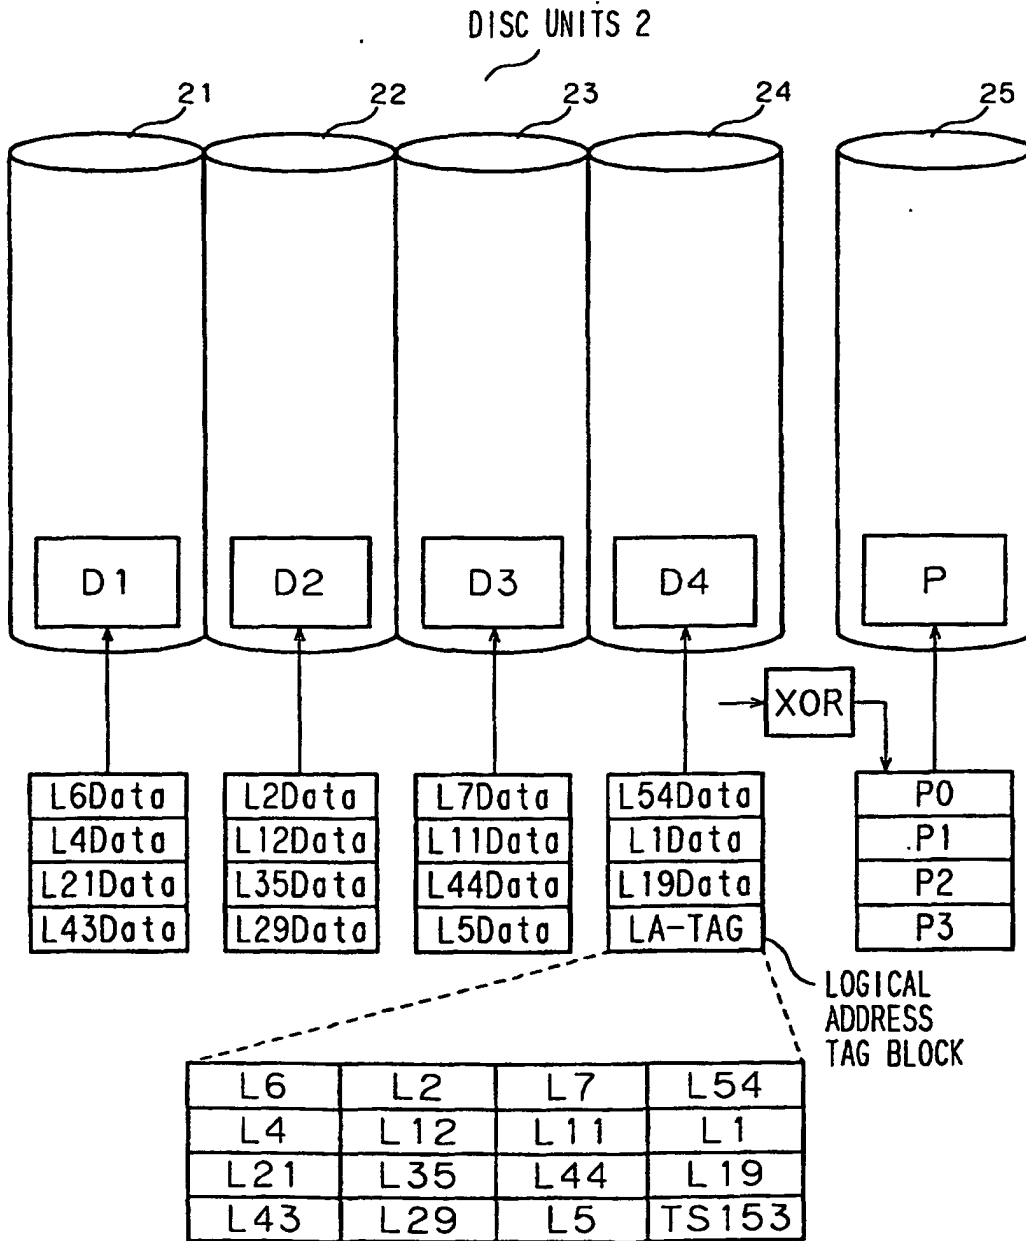 DISC UNITS 2
21 22 23 24 25
D1 D2 D3 D4 P
XOR
L6Data L2Data L7Data L54Data P0
L4Data L12Data L11Data L1Data P1
L21Data L35Data L44Data L19Data P2
L43Data L29Data L5Data LA-TAG P3
LOGICAL
ADDRESS
TAG BLOCK
L6 L2 L7 L54
L4 L12 L11 L1
L21 L35 L44 L19
L43 L29 L5 TS153